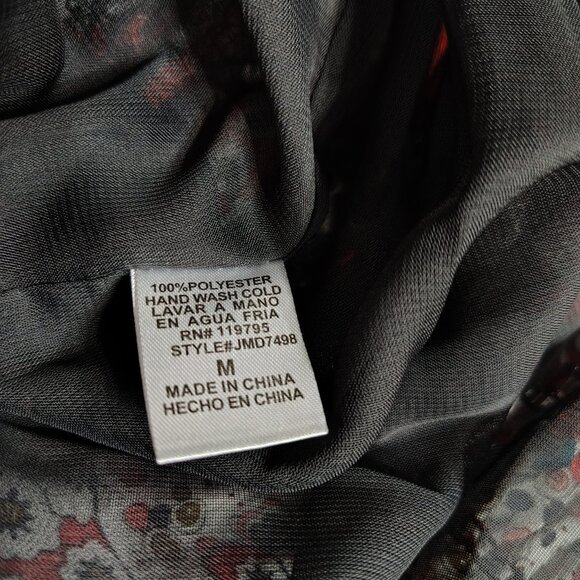 100%POLYESTER
HAND WASH COLD
LAVAR A MANO
EN AGUA FRIA
RN# 119795
STYLE#JMD7498
M
MADE IN CHINA
HECHO EN CHINA